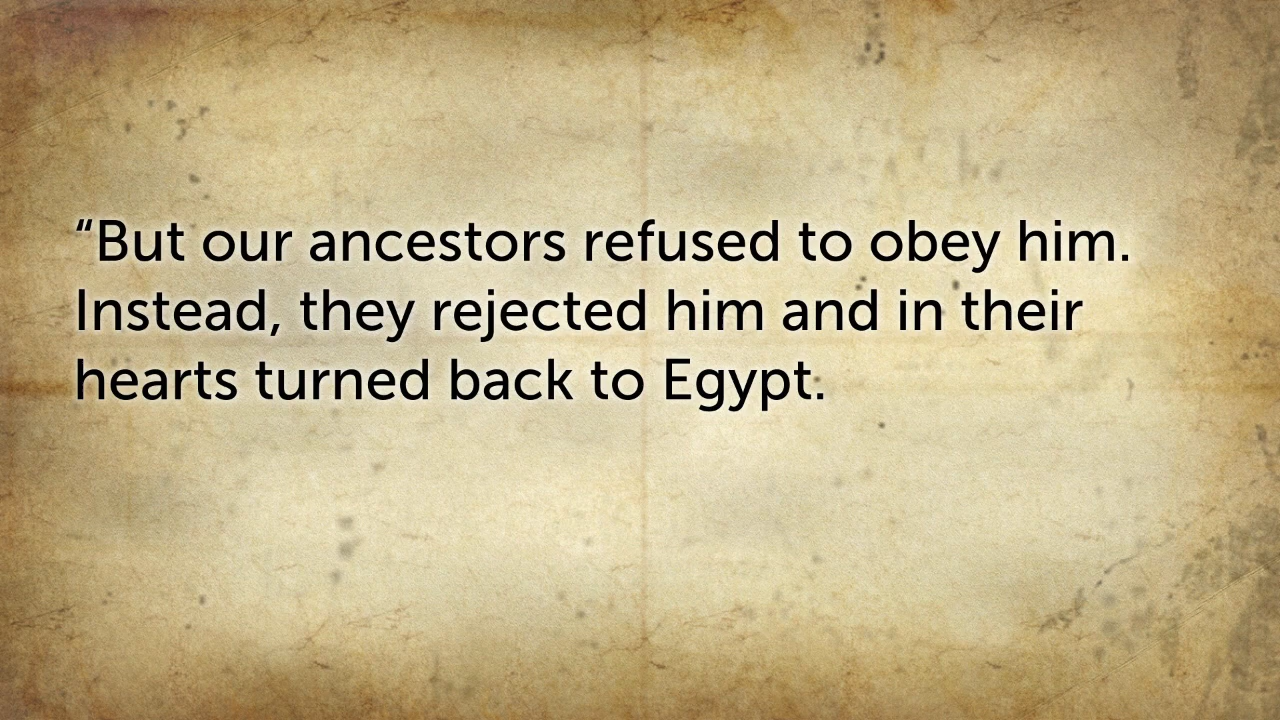 “But our ancestors refused to obey him.
Instead, they rejected him and in their
hearts turned back to Egypt.